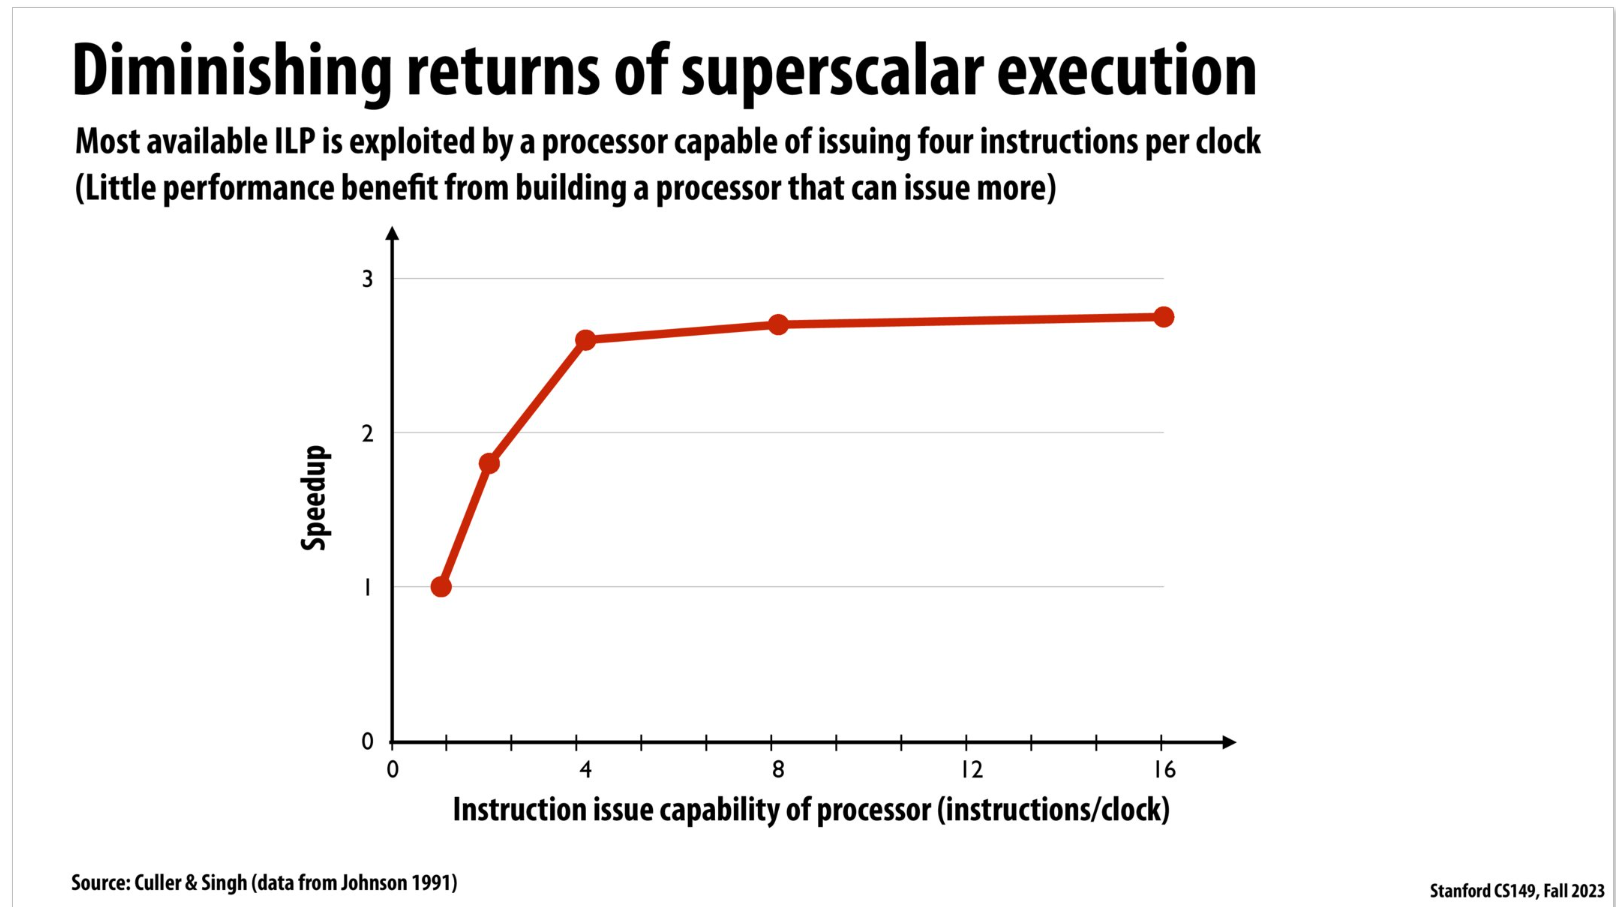 Diminishing returns of superscalar execution
Most available ILP is exploited by a processor capable of issuing four instructions per clock
(Little performance benefit from building a processor that can issue more)
3
2
1
0
Speedup
0 4 8 12 16
Instruction issue capability of processor (instructions/clock)
Source: Culler & Singh (data from Johnson 1991)
Stanford CS149, Fall 2023